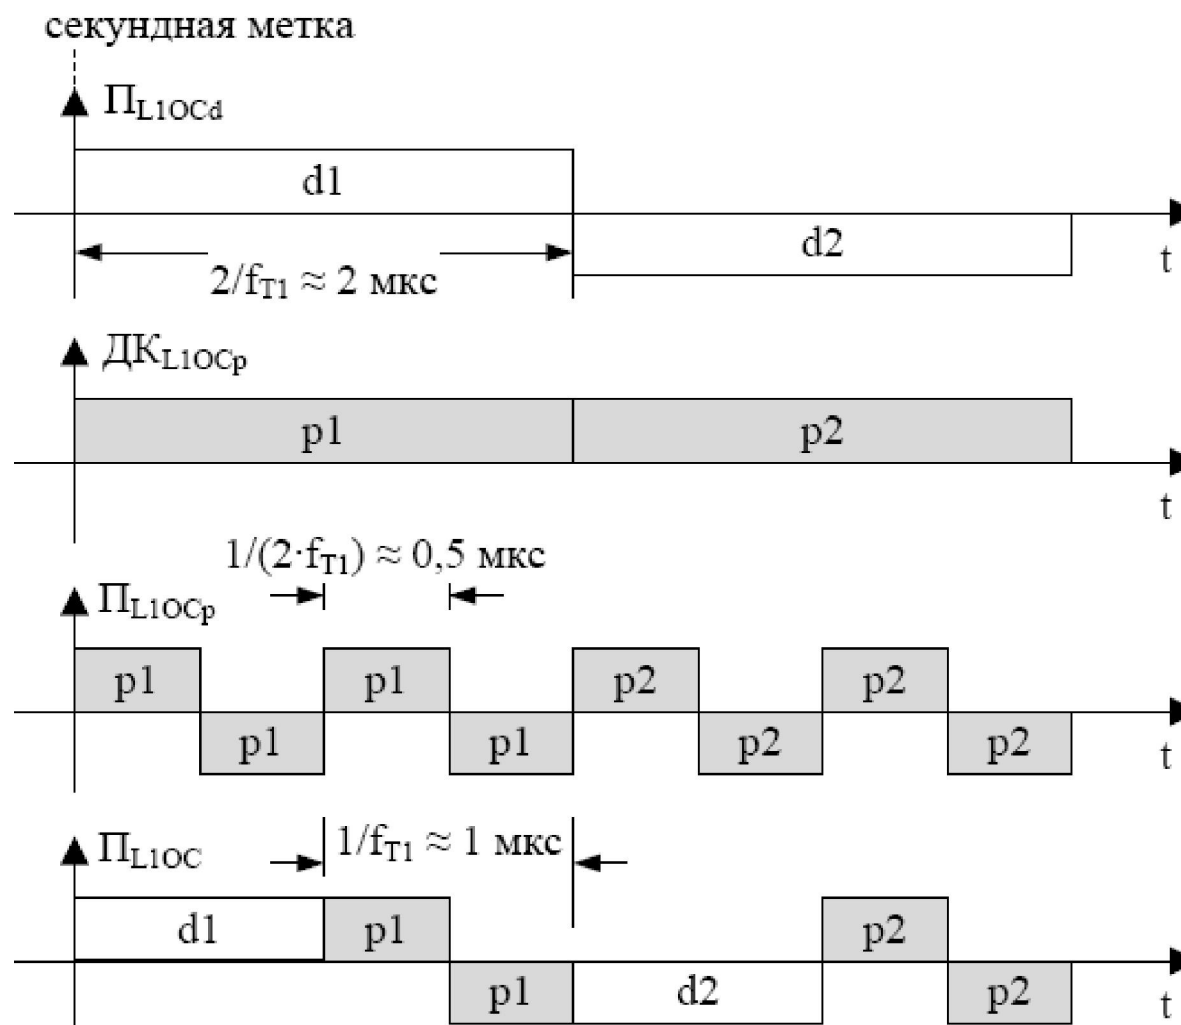 секундная метка
П_L1OCd
d1
d2
t
2/f_T1 ≈ 2 мкс
ДК_L1OCp
p1
p2
t
1/(2·f_T1) ≈ 0,5 мкс
П_L1OCp
p1
p1
p2
p2
p1
p1
p2
p2
t
П_L1OC
1/f_T1 ≈ 1 мкс
d1
p1
p2
p1
d2
p2
t